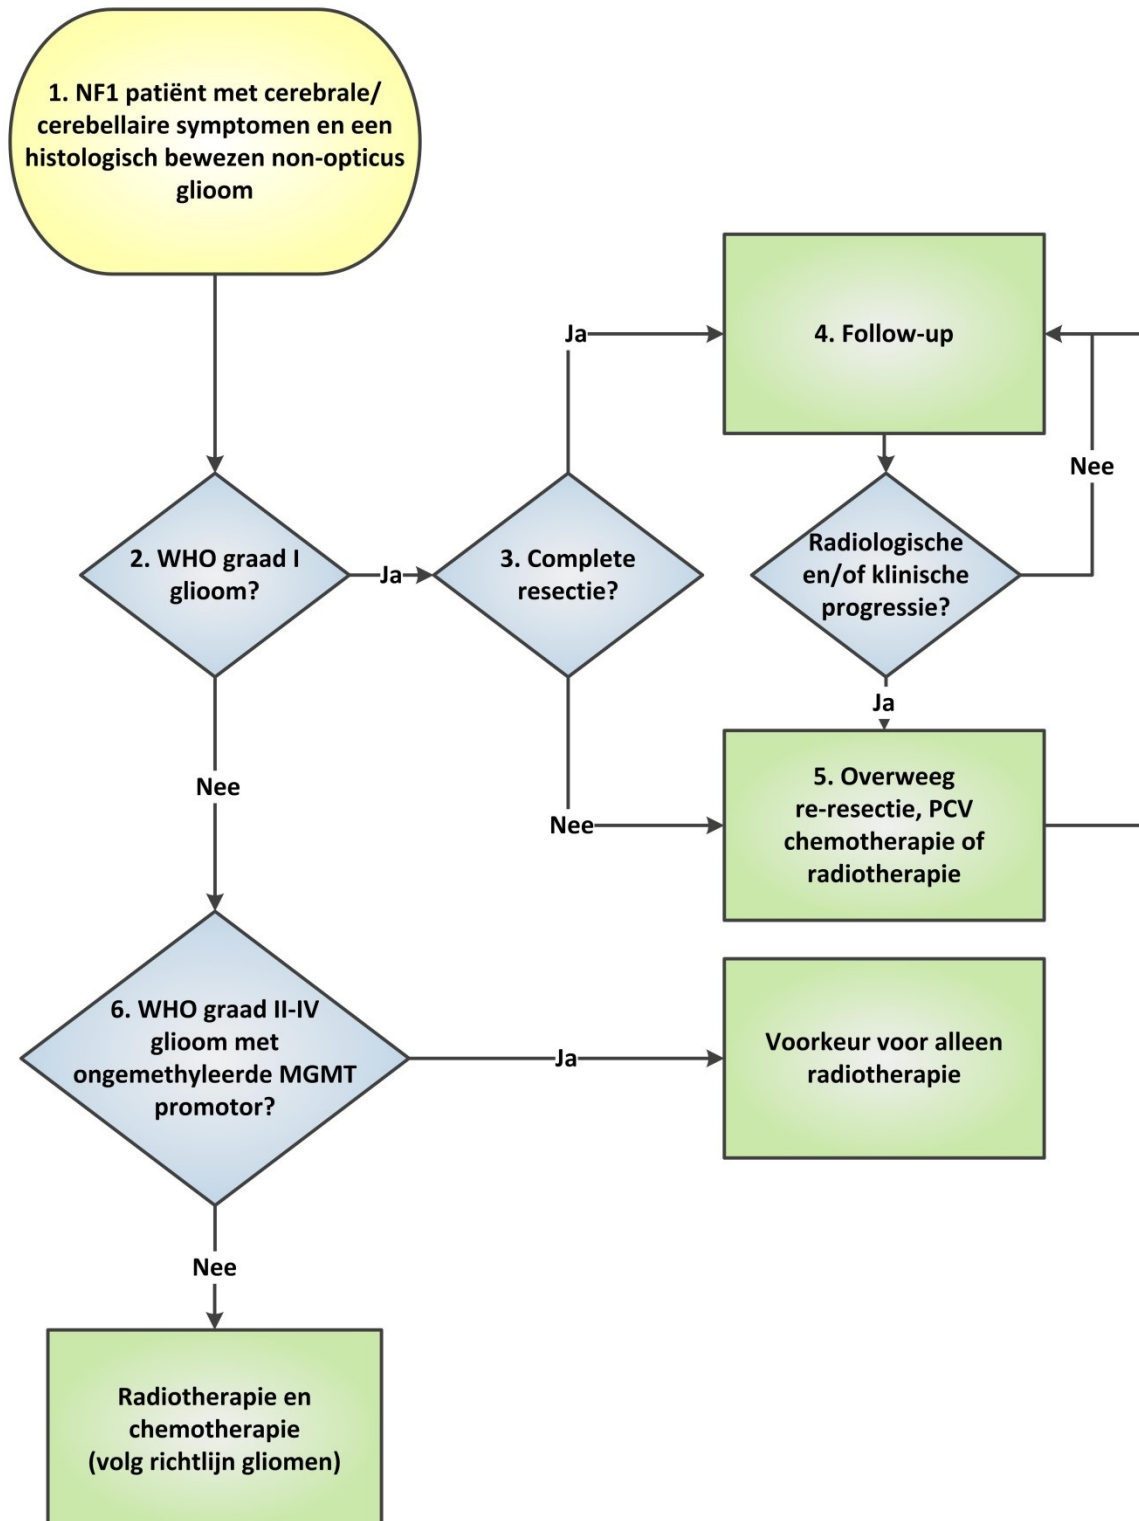 1. NF1 patiënt met cerebrale/
cerebellaire symptomen en een
histologisch bewezen non-opticus
glioom
Ja
4. Follow-up
Nee
2. WHO graad I
glioom?
Ja
3. Complete
resectie?
Radiologische
en/of klinische
progressie?
Ja
Nee
Nee
5. Overweeg
re-resectie, PCV
chemotherapie of
radiotherapie
6. WHO graad II-IV
glioom met
ongemethyleerde MGMT
promotor?
Ja
Voorkeur voor alleen
radiotherapie
Nee
Radiotherapie en
chemotherapie
(volg richtlijn gliomen)